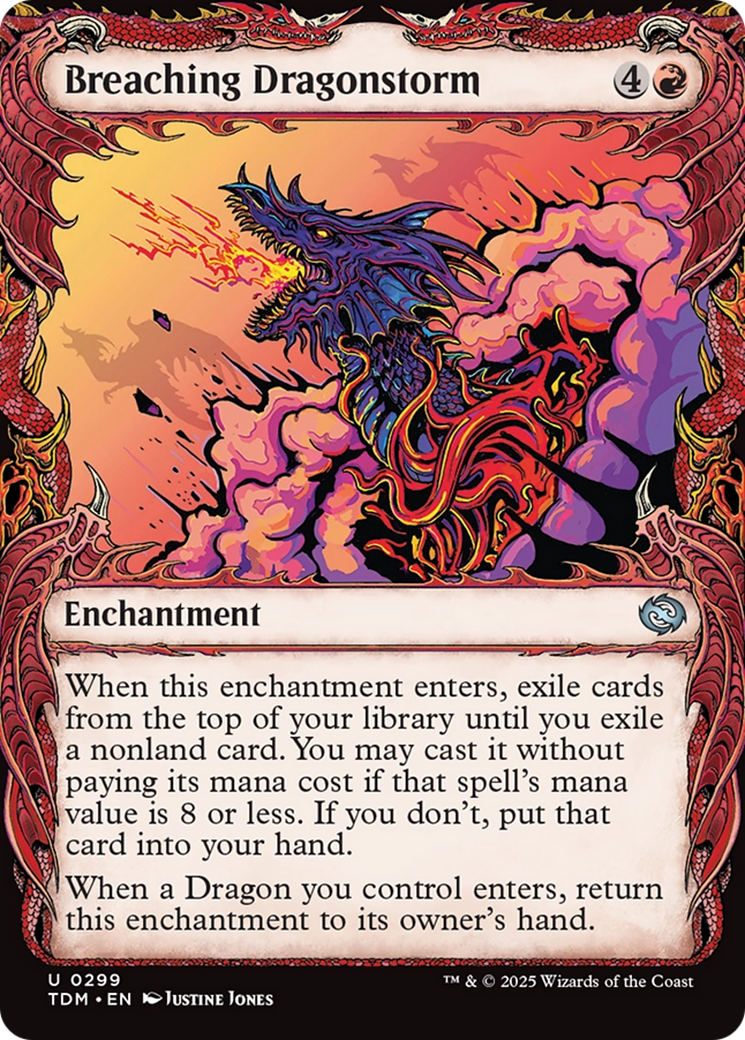 Breaching Dragonstorm 4
Enchantment
When this enchantment enters, exile cards
from the top of your library until you exile
a nonland card. You may cast it without
paying its mana cost if that spell's mana
value is 8 or less. If you don't, put that
card into your hand.
When a Dragon you control enters, return
this enchantment to its owner's hand.
U 0299
™ & © 2025 Wizards of the Coast
TDM • EN Justine Jones